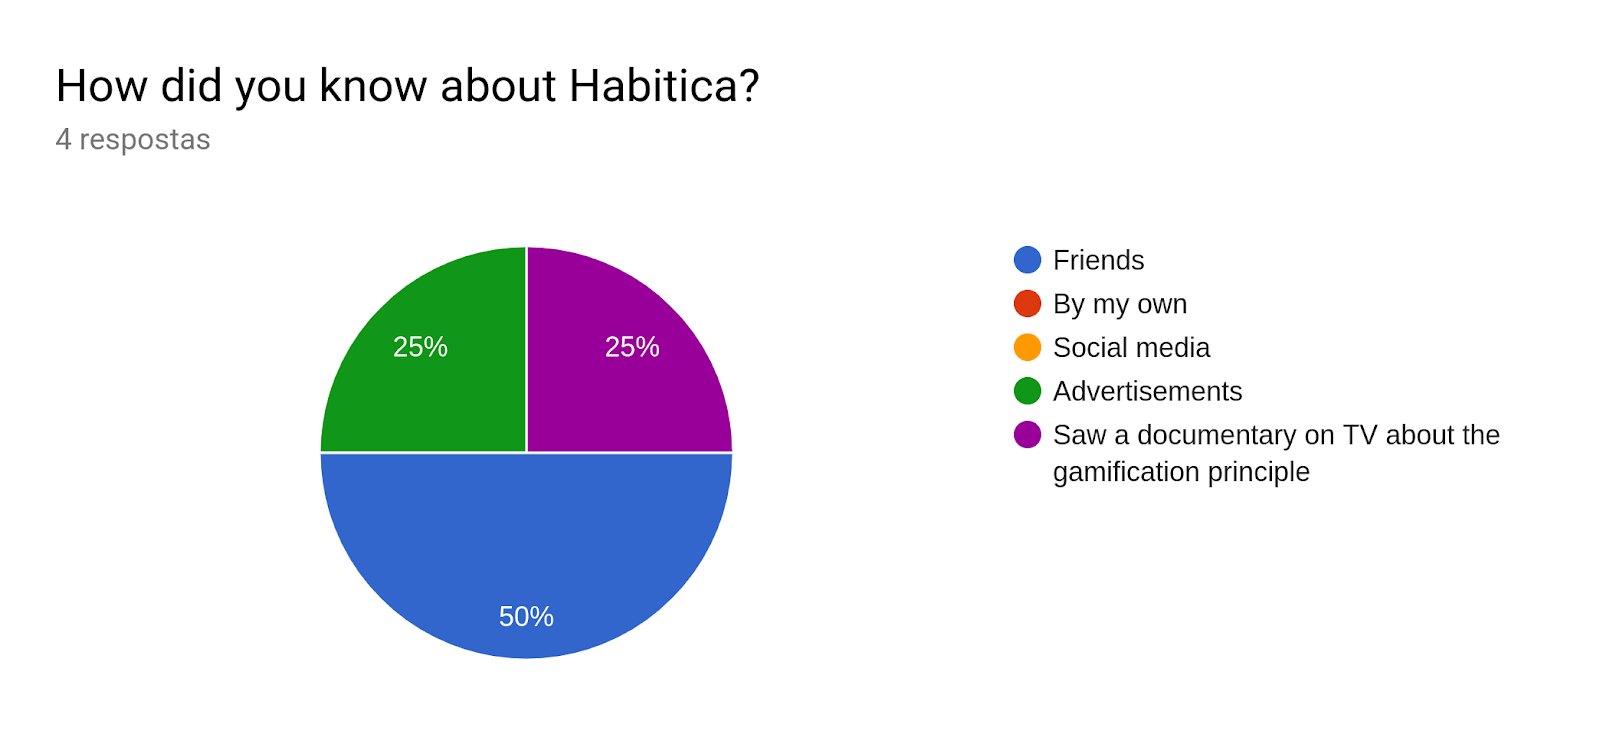 How did you know about Habitica?
4 respostas
25%
25%
50%
Friends
By my own
Social media
Advertisements
Saw a documentary on TV about the
gamification principle